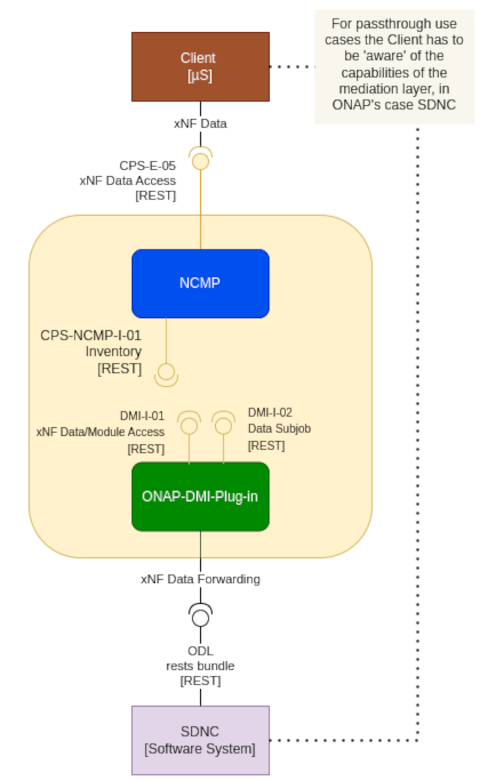 Client
[µS]
For passthrough use
cases the Client has to
be 'aware' of the
capabilities of the
mediation layer, in
ONAP's case SDNC
xNF Data
CPS-E-05
xNF Data Access
[REST]
NCMP
CPS-NCMP-I-01
Inventory
[REST]
DMI-I-01
xNF Data/Module Access
[REST]
DMI-I-02
Data Subjob
[REST]
ONAP-DMI-Plug-in
xNF Data Forwarding
ODL
rests bundle
[REST]
SDNC
[Software System]